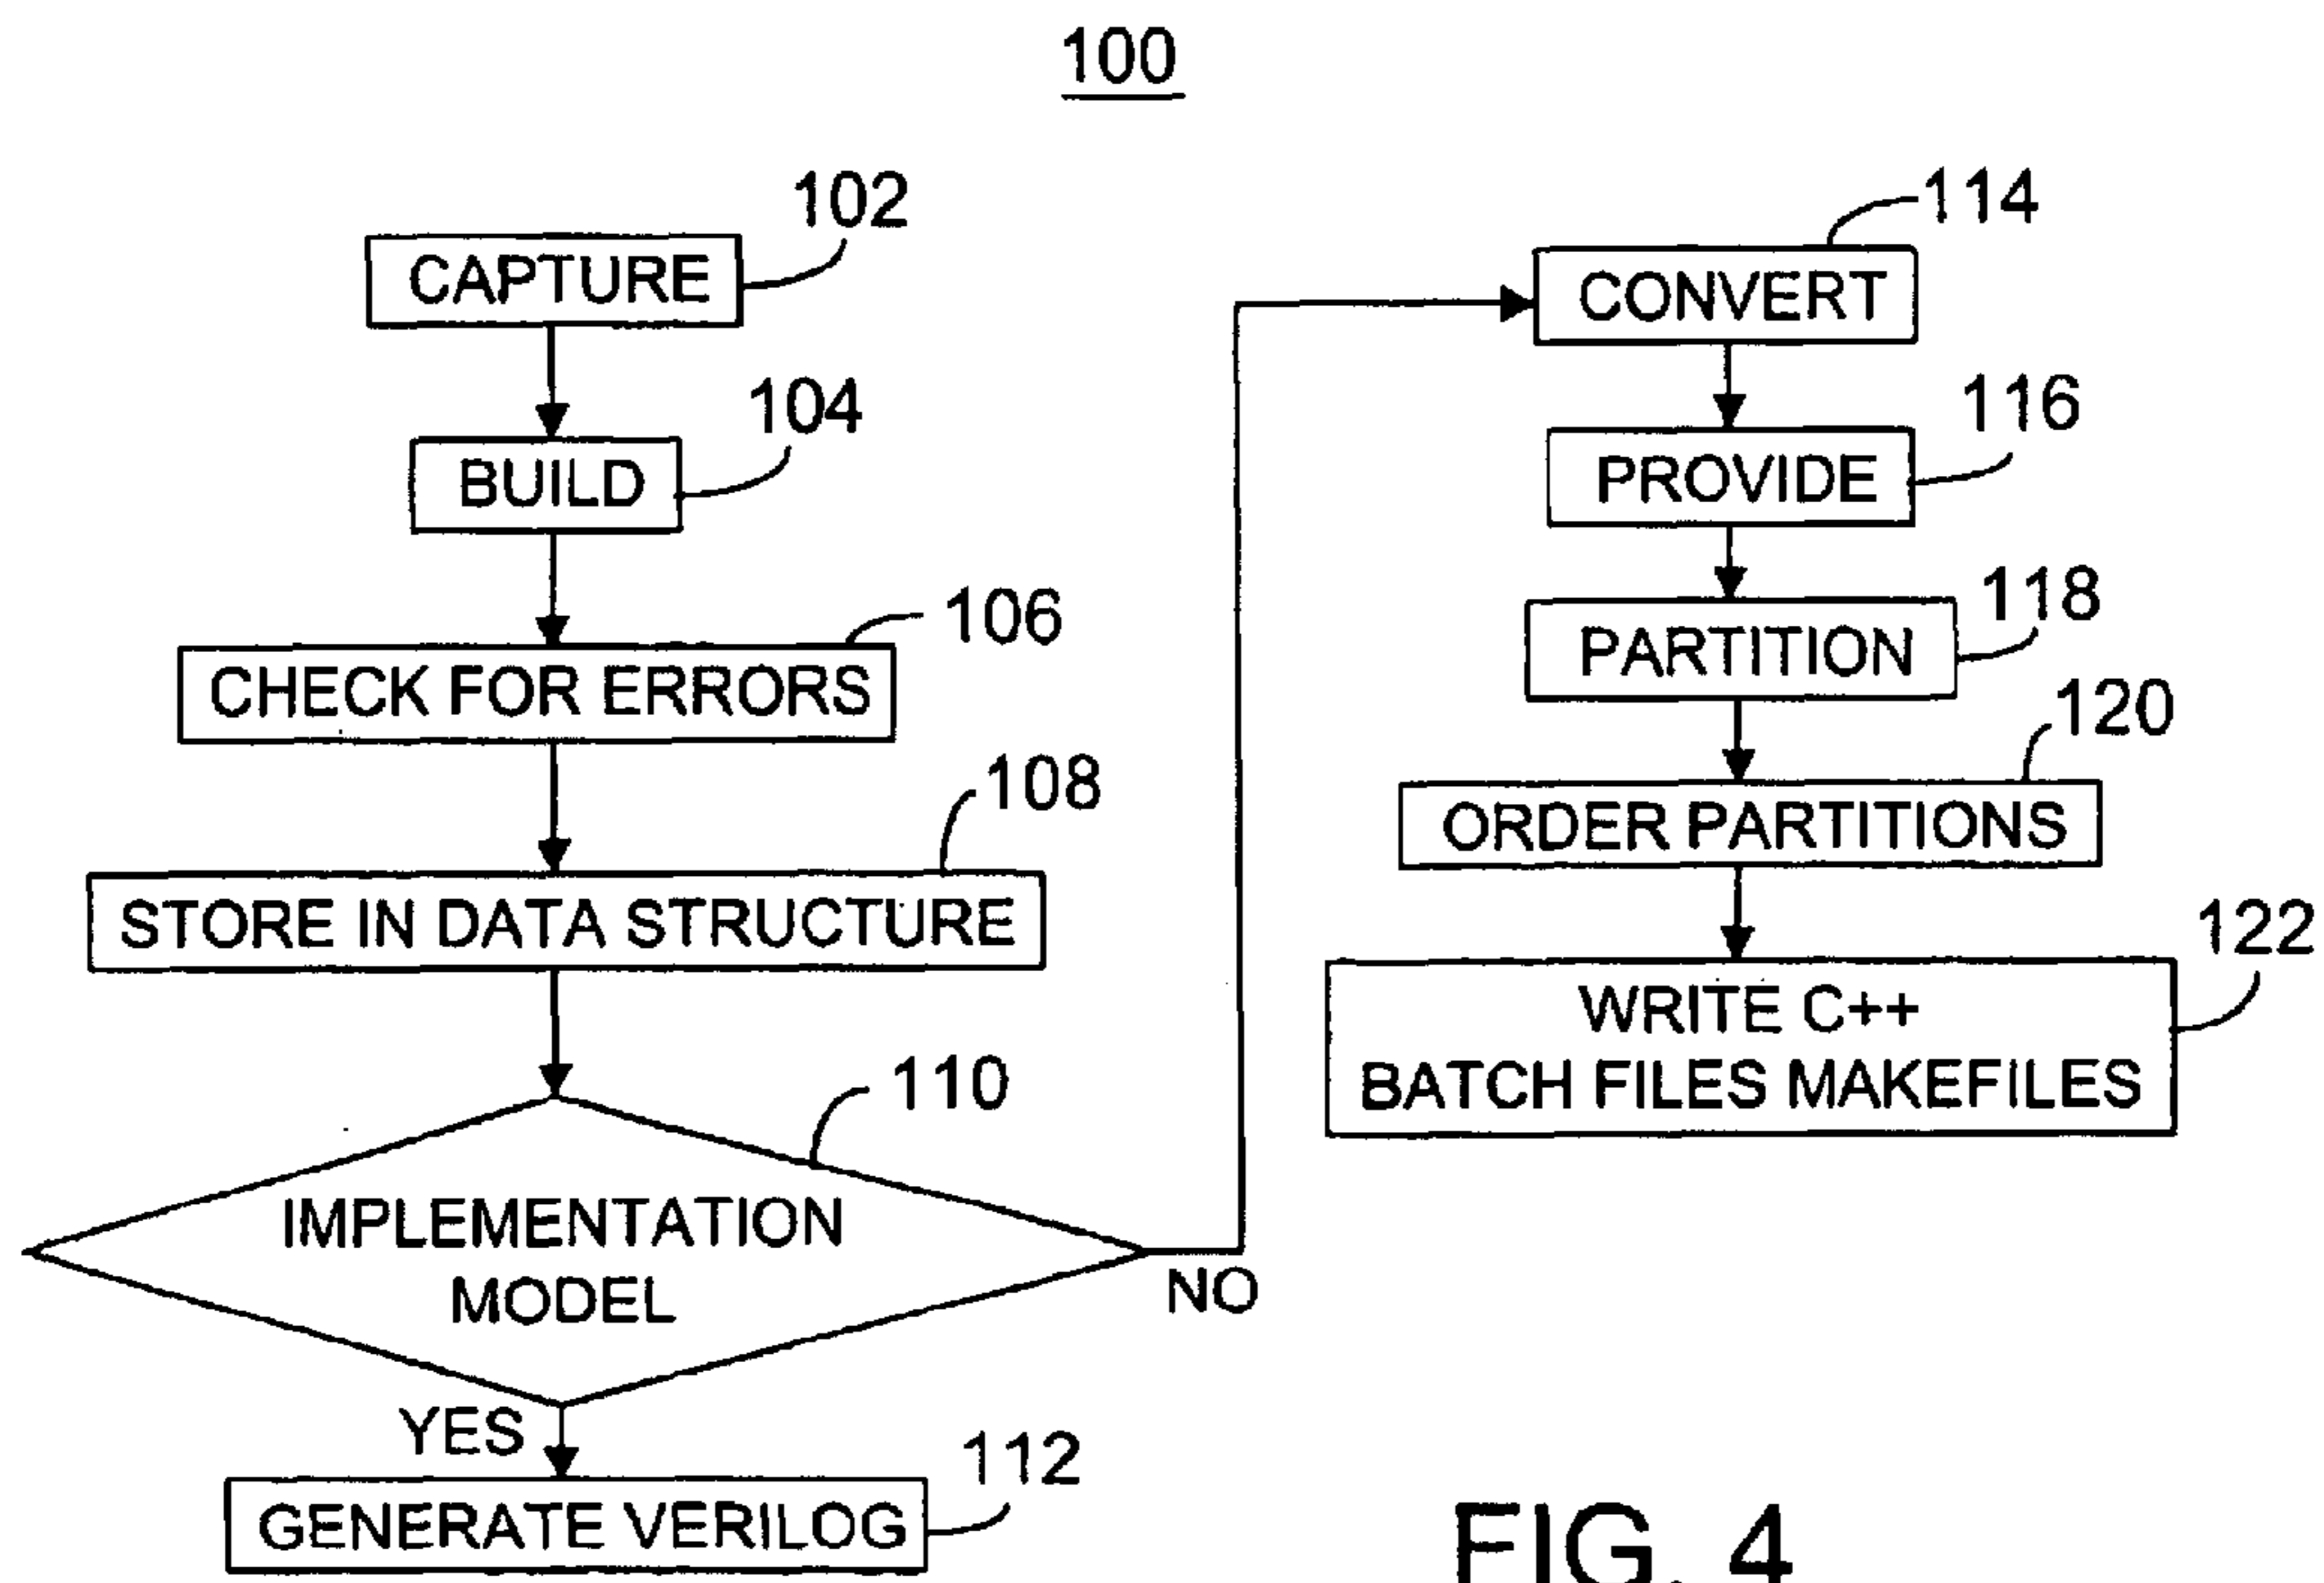 100
102
CAPTURE
104
BUILD
106
CHECK FOR ERRORS
108
STORE IN DATA STRUCTURE
110
IMPLEMENTATION
MODEL
NO
YES
112
GENERATE VERILOG
114
CONVERT
116
PROVIDE
118
PARTITION
120
ORDER PARTITIONS
122
WRITE C++
BATCH FILES MAKEFILES
FIG. 4